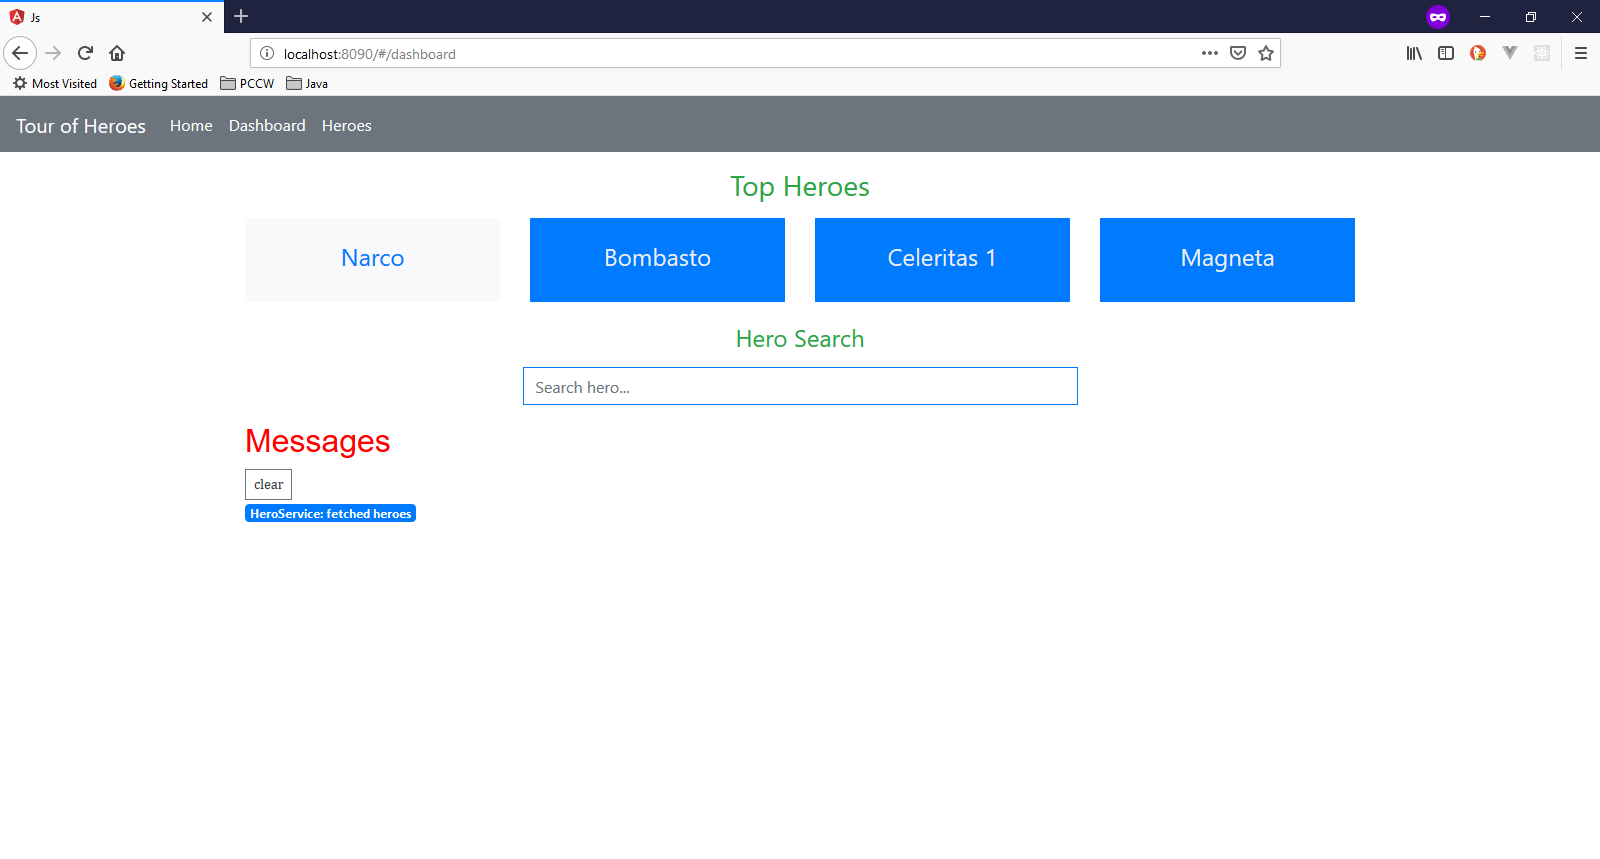 Js
localhost:8090/#/dashboard
Most Visited Getting Started PCCW Java
Tour of Heroes Home Dashboard Heroes
Top Heroes
Narco Bombasto Celeritas 1 Magneta
Hero Search
Search hero...
Messages
clear
HeroService: fetched heroes